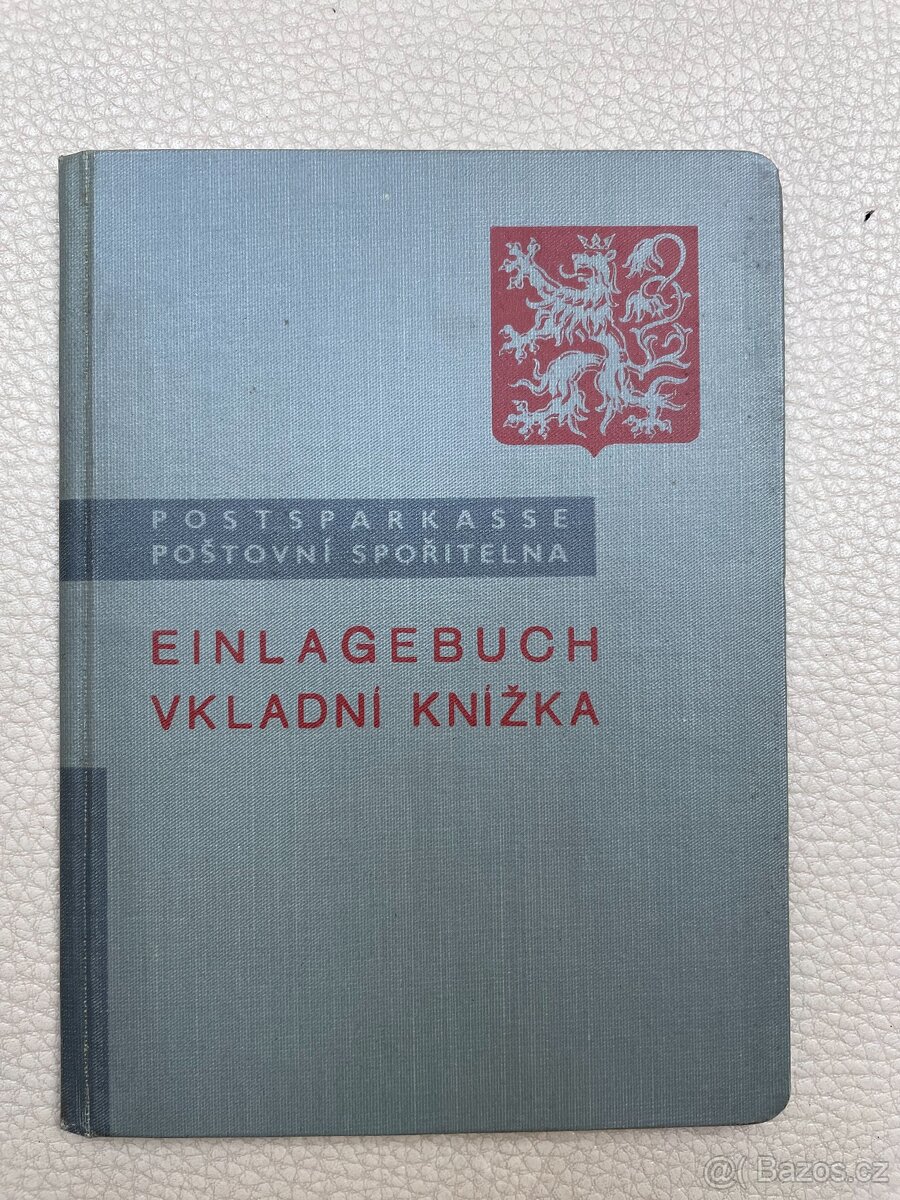 POSTSPARKASSE
POŠTOVNÍ SPOŘITELNA
EINLAGEBUCH
VKLADNÍ KNÍŽKA
@( Bazos.cz